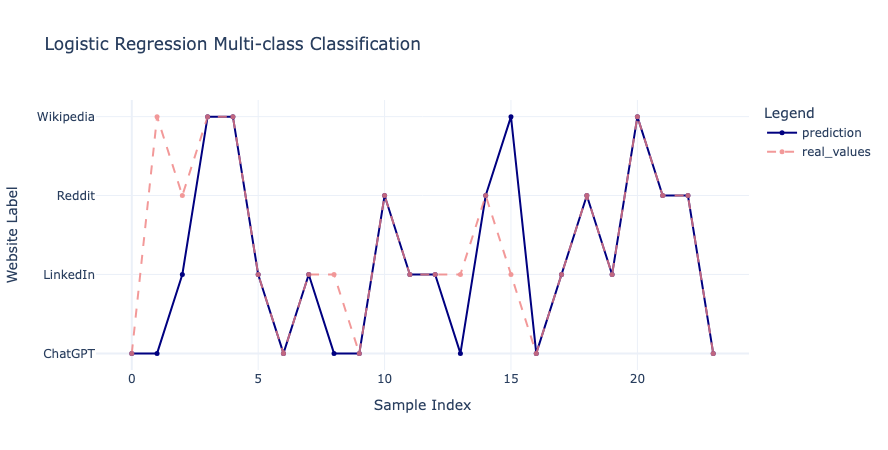 Logistic Regression Multi-class Classification
Legend
prediction
real_values
Website Label
Wikipedia
Reddit
LinkedIn
ChatGPT
0 5 10 15 20
Sample Index